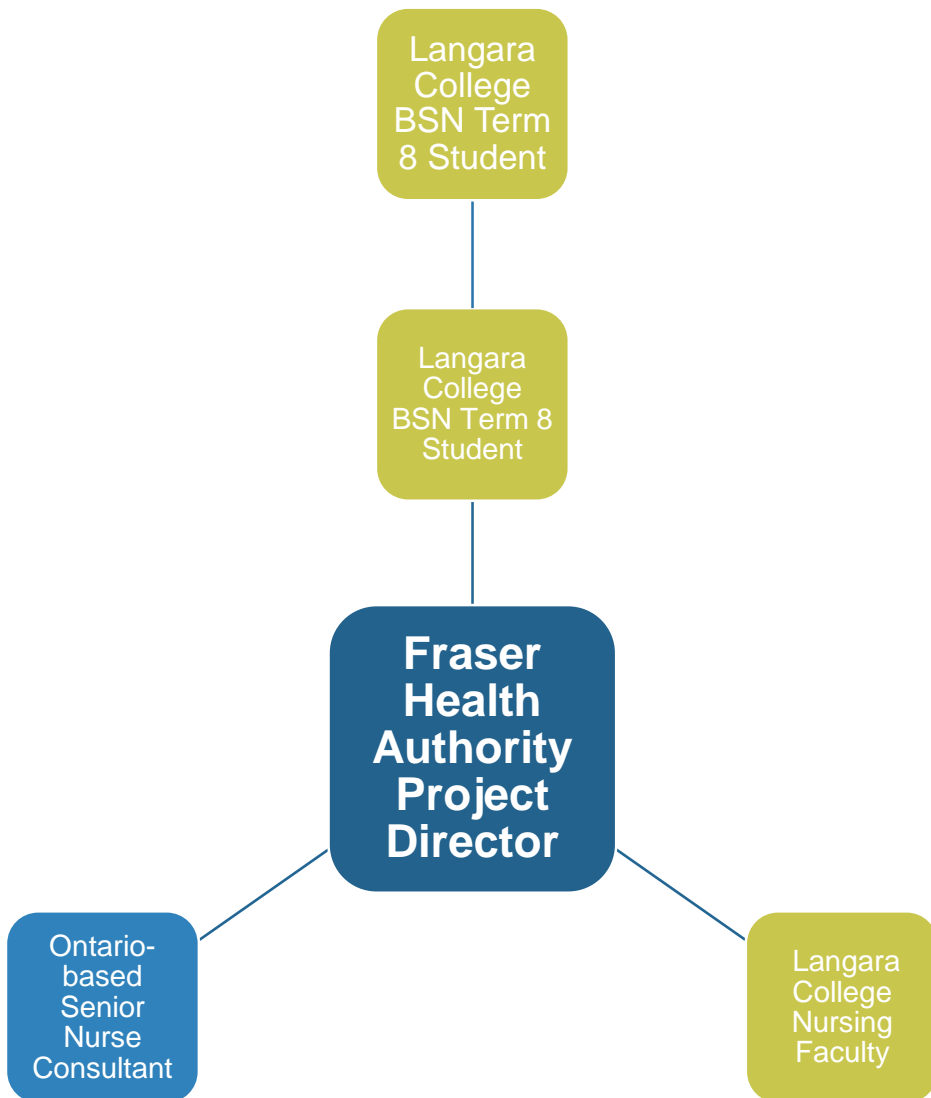 Langara
College
BSN Term
8 Student
Langara
College
BSN Term 8
Student
Fraser
Health
Authority
Project
Director
Ontario-
based
Senior
Nurse
Consultant
Langara
College
Nursing
Faculty